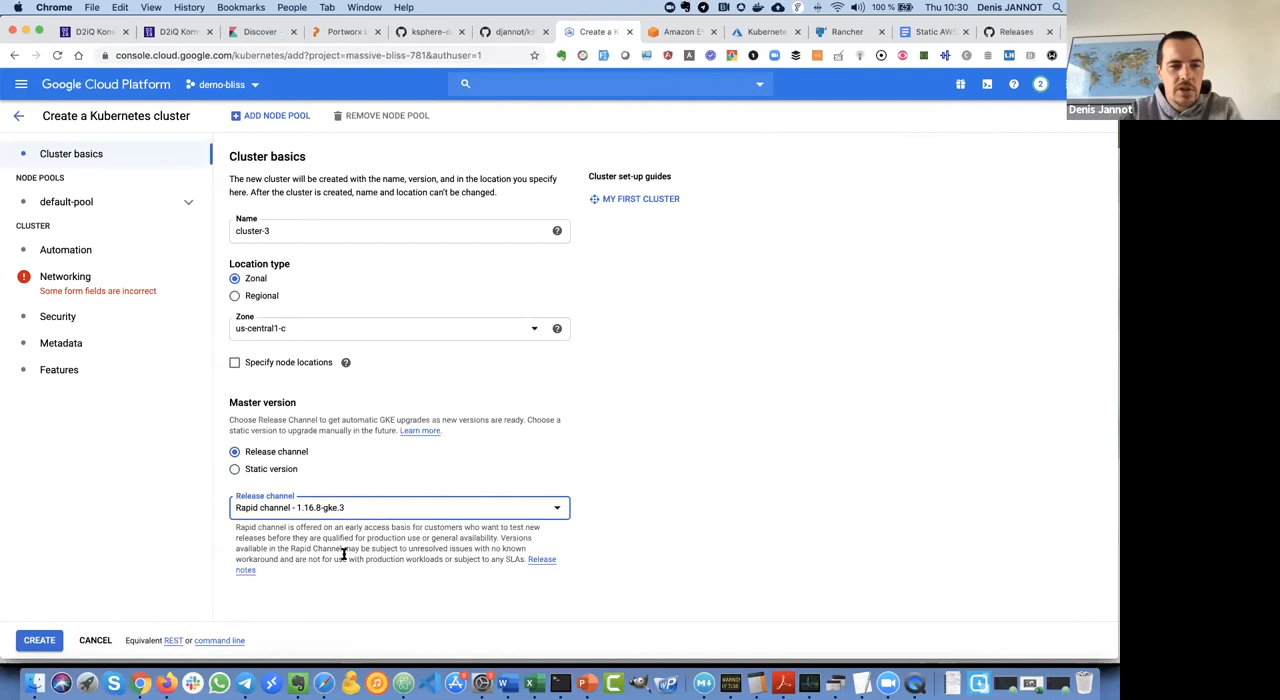 Chrome File Edit View History Bookmarks People Tab Window Help
100 % Thu 10:30 Denis JANNOT
D2iQ Kon
D2iQ Kom
Discover
Portworx
ksphere-d
djannot/ks
Create a K
Amazon E
Kubernete
Rancher
Static AWS
Releases
console.cloud.google.com/kubernetes/add?project=massive-bliss-781&authuser=1
Google Cloud Platform demo-bliss 2
Denis Jannot
Create a Kubernetes cluster
ADD NODE POOL REMOVE NODE POOL
Cluster basics
NODE POOLS
default-pool
CLUSTER
Automation
Networking
Some form fields are incorrect
Security
Metadata
Features
Cluster basics
The new cluster will be created with the name, version, and in the location you specify
here. After the cluster is created, name and location can't be changed.
Name
cluster-3
Location type
Zonal
Regional
Zone
us-central1-c
Specify node locations
Master version
Choose Release Channel to get automatic GKE upgrades as new versions are ready. Choose a
static version to upgrade manually in the future. Learn more.
Release channel
Static version
Release channel
Rapid channel - 1.16.8-gke.3
Rapid channel is offered on an early access basis for customers who want to test new
releases before they are qualified for production use or general availability. Versions
available in the Rapid Channel may be subject to unresolved issues with no known
workaround and are not for use with production workloads or subject to any SLAs. Release
notes
Cluster set-up guides
MY FIRST CLUSTER
CREATE CANCEL Equivalent REST or command line